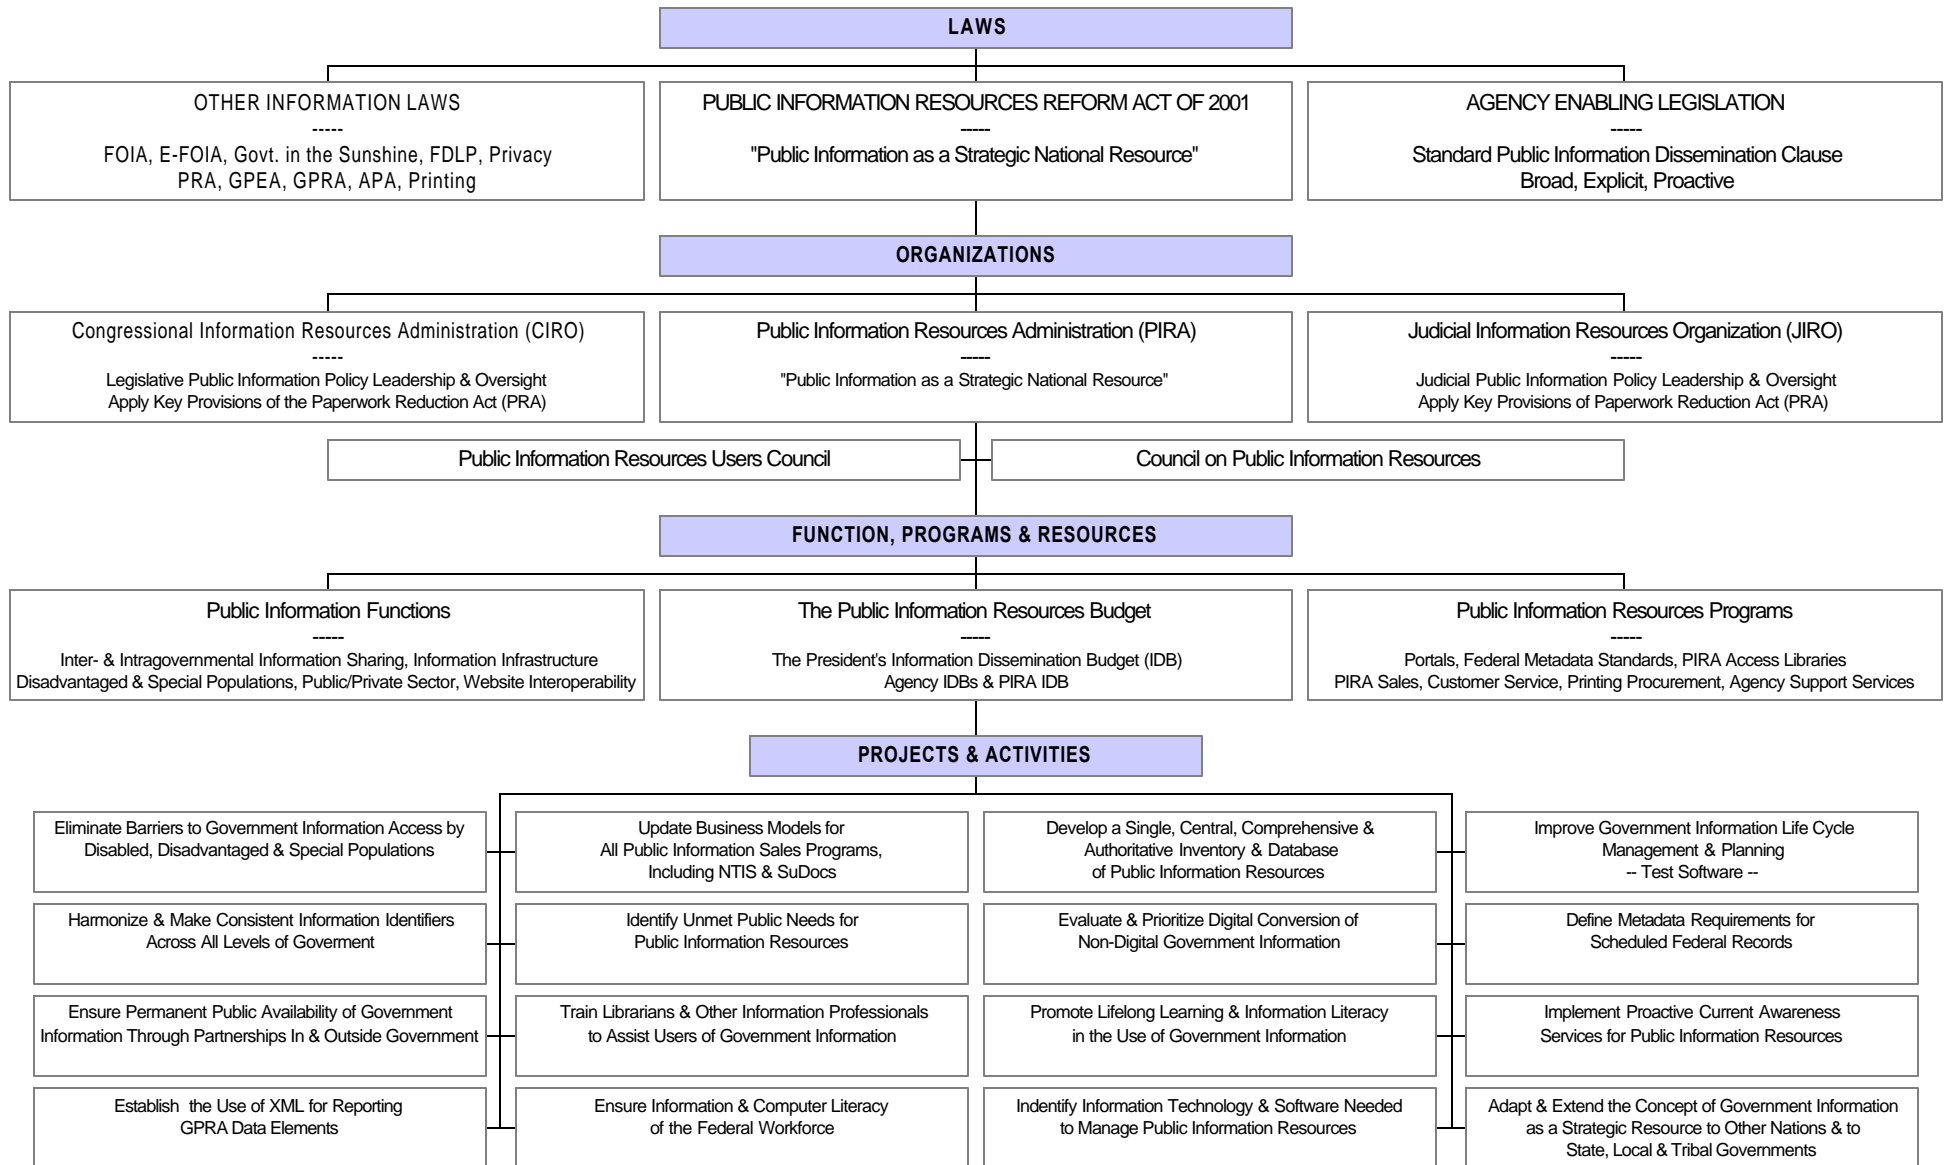 LAWS
OTHER INFORMATION LAWS
-----
FOIA, E-FOIA, Govt. in the Sunshine, FDLP, Privacy
PRA, GPEA, GPRA, APA, Printing
PUBLIC INFORMATION RESOURCES REFORM ACT OF 2001
-----
"Public Information as a Strategic National Resource"
AGENCY ENABLING LEGISLATION
-----
Standard Public Information Dissemination Clause
Broad, Explicit, Proactive
ORGANIZATIONS
Congressional Information Resources Administration (CIRO)
-----
Legislative Public Information Policy Leadership & Oversight
Apply Key Provisions of the Paperwork Reduction Act (PRA)
Public Information Resources Administration (PIRA)
-----
"Public Information as a Strategic National Resource"
Judicial Information Resources Organization (JIRO)
-----
Judicial Public Information Policy Leadership & Oversight
Apply Key Provisions of Paperwork Reduction Act (PRA)
Public Information Resources Users Council
Council on Public Information Resources
FUNCTION, PROGRAMS & RESOURCES
Public Information Functions
-----
Inter- & Intragovernmental Information Sharing, Information Infrastructure
Disadvantaged & Special Populations, Public/Private Sector, Website Interoperability
The Public Information Resources Budget
-----
The President's Information Dissemination Budget (IDB)
Agency IDBs & PIRA IDB
Public Information Resources Programs
-----
Portals, Federal Metadata Standards, PIRA Access Libraries
PIRA Sales, Customer Service, Printing Procurement, Agency Support Services
PROJECTS & ACTIVITIES
Eliminate Barriers to Government Information Access by
Disabled, Disadvantaged & Special Populations
Update Business Models for
All Public Information Sales Programs,
Including NTIS & SuDocs
Develop a Single, Central, Comprehensive &
Authoritative Inventory & Database
of Public Information Resources
Improve Government Information Life Cycle
Management & Planning
-- Test Software --
Harmonize & Make Consistent Information Identifiers
Across All Levels of Goverment
Identify Unmet Public Needs for
Public Information Resources
Evaluate & Prioritize Digital Conversion of
Non-Digital Government Information
Define Metadata Requirements for
Scheduled Federal Records
Ensure Permanent Public Availability of Government
Information Through Partnerships In & Outside Government
Train Librarians & Other Information Professionals
to Assist Users of Government Information
Promote Lifelong Learning & Information Literacy
in the Use of Government Information
Implement Proactive Current Awareness
Services for Public Information Resources
Establish the Use of XML for Reporting
GPRA Data Elements
Ensure Information & Computer Literacy
of the Federal Workforce
Indentify Information Technology & Software Needed
to Manage Public Information Resources
Adapt & Extend the Concept of Government Information
as a Strategic Resource to Other Nations & to
State, Local & Tribal Governments